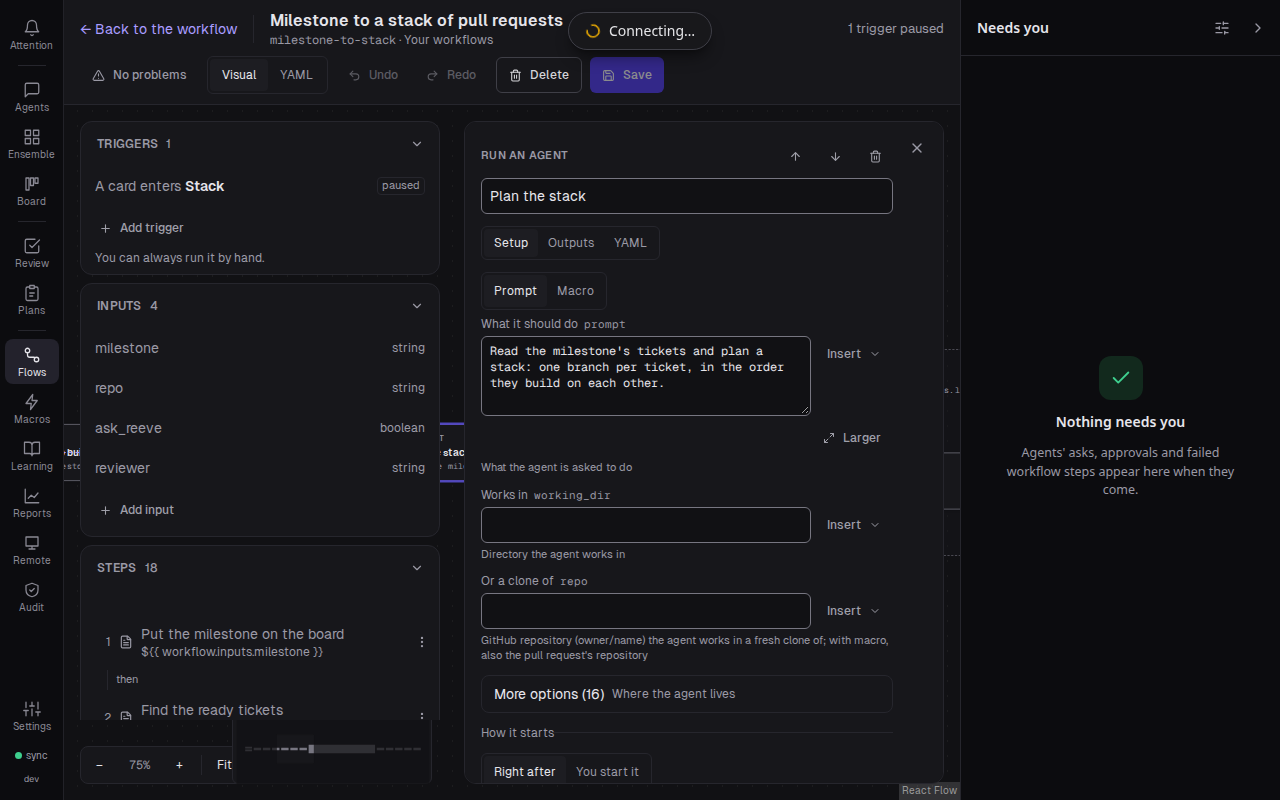 Attention
Agents
Ensemble
Board
Review
Plans
Flows
Macros
Learning
Reports
Remote
Audit
Settings
sync
dev
← Back to the workflow
Milestone to a stack of pull requests
milestone-to-stack · Your workflows
Connecting…
1 trigger paused
No problems
Visual
YAML
Undo
Redo
Delete
Save
TRIGGERS 1
A card enters Stack
paused
+ Add trigger
You can always run it by hand.
INPUTS 4
milestone string
repo string
ask_reeve boolean
reviewer string
+ Add input
STEPS 18
1 Put the milestone on the board
${{ workflow.inputs.milestone }}
then
2 Find the ready tickets
− 75% + Fit
RUN AN AGENT
Plan the stack
Setup
Outputs
YAML
Prompt
Macro
What it should do prompt
Read the milestone's tickets and plan a
stack: one branch per ticket, in the order
they build on each other.
Insert
Larger
What the agent is asked to do
Works in working_dir
Insert
Directory the agent works in
Or a clone of repo
Insert
GitHub repository (owner/name) the agent works in a fresh clone of; with macro,
also the pull request's repository
More options (16) Where the agent lives
How it starts
Right after
You start it
React Flow
Needs you
Nothing needs you
Agents' asks, approvals and failed
workflow steps appear here when they
come.